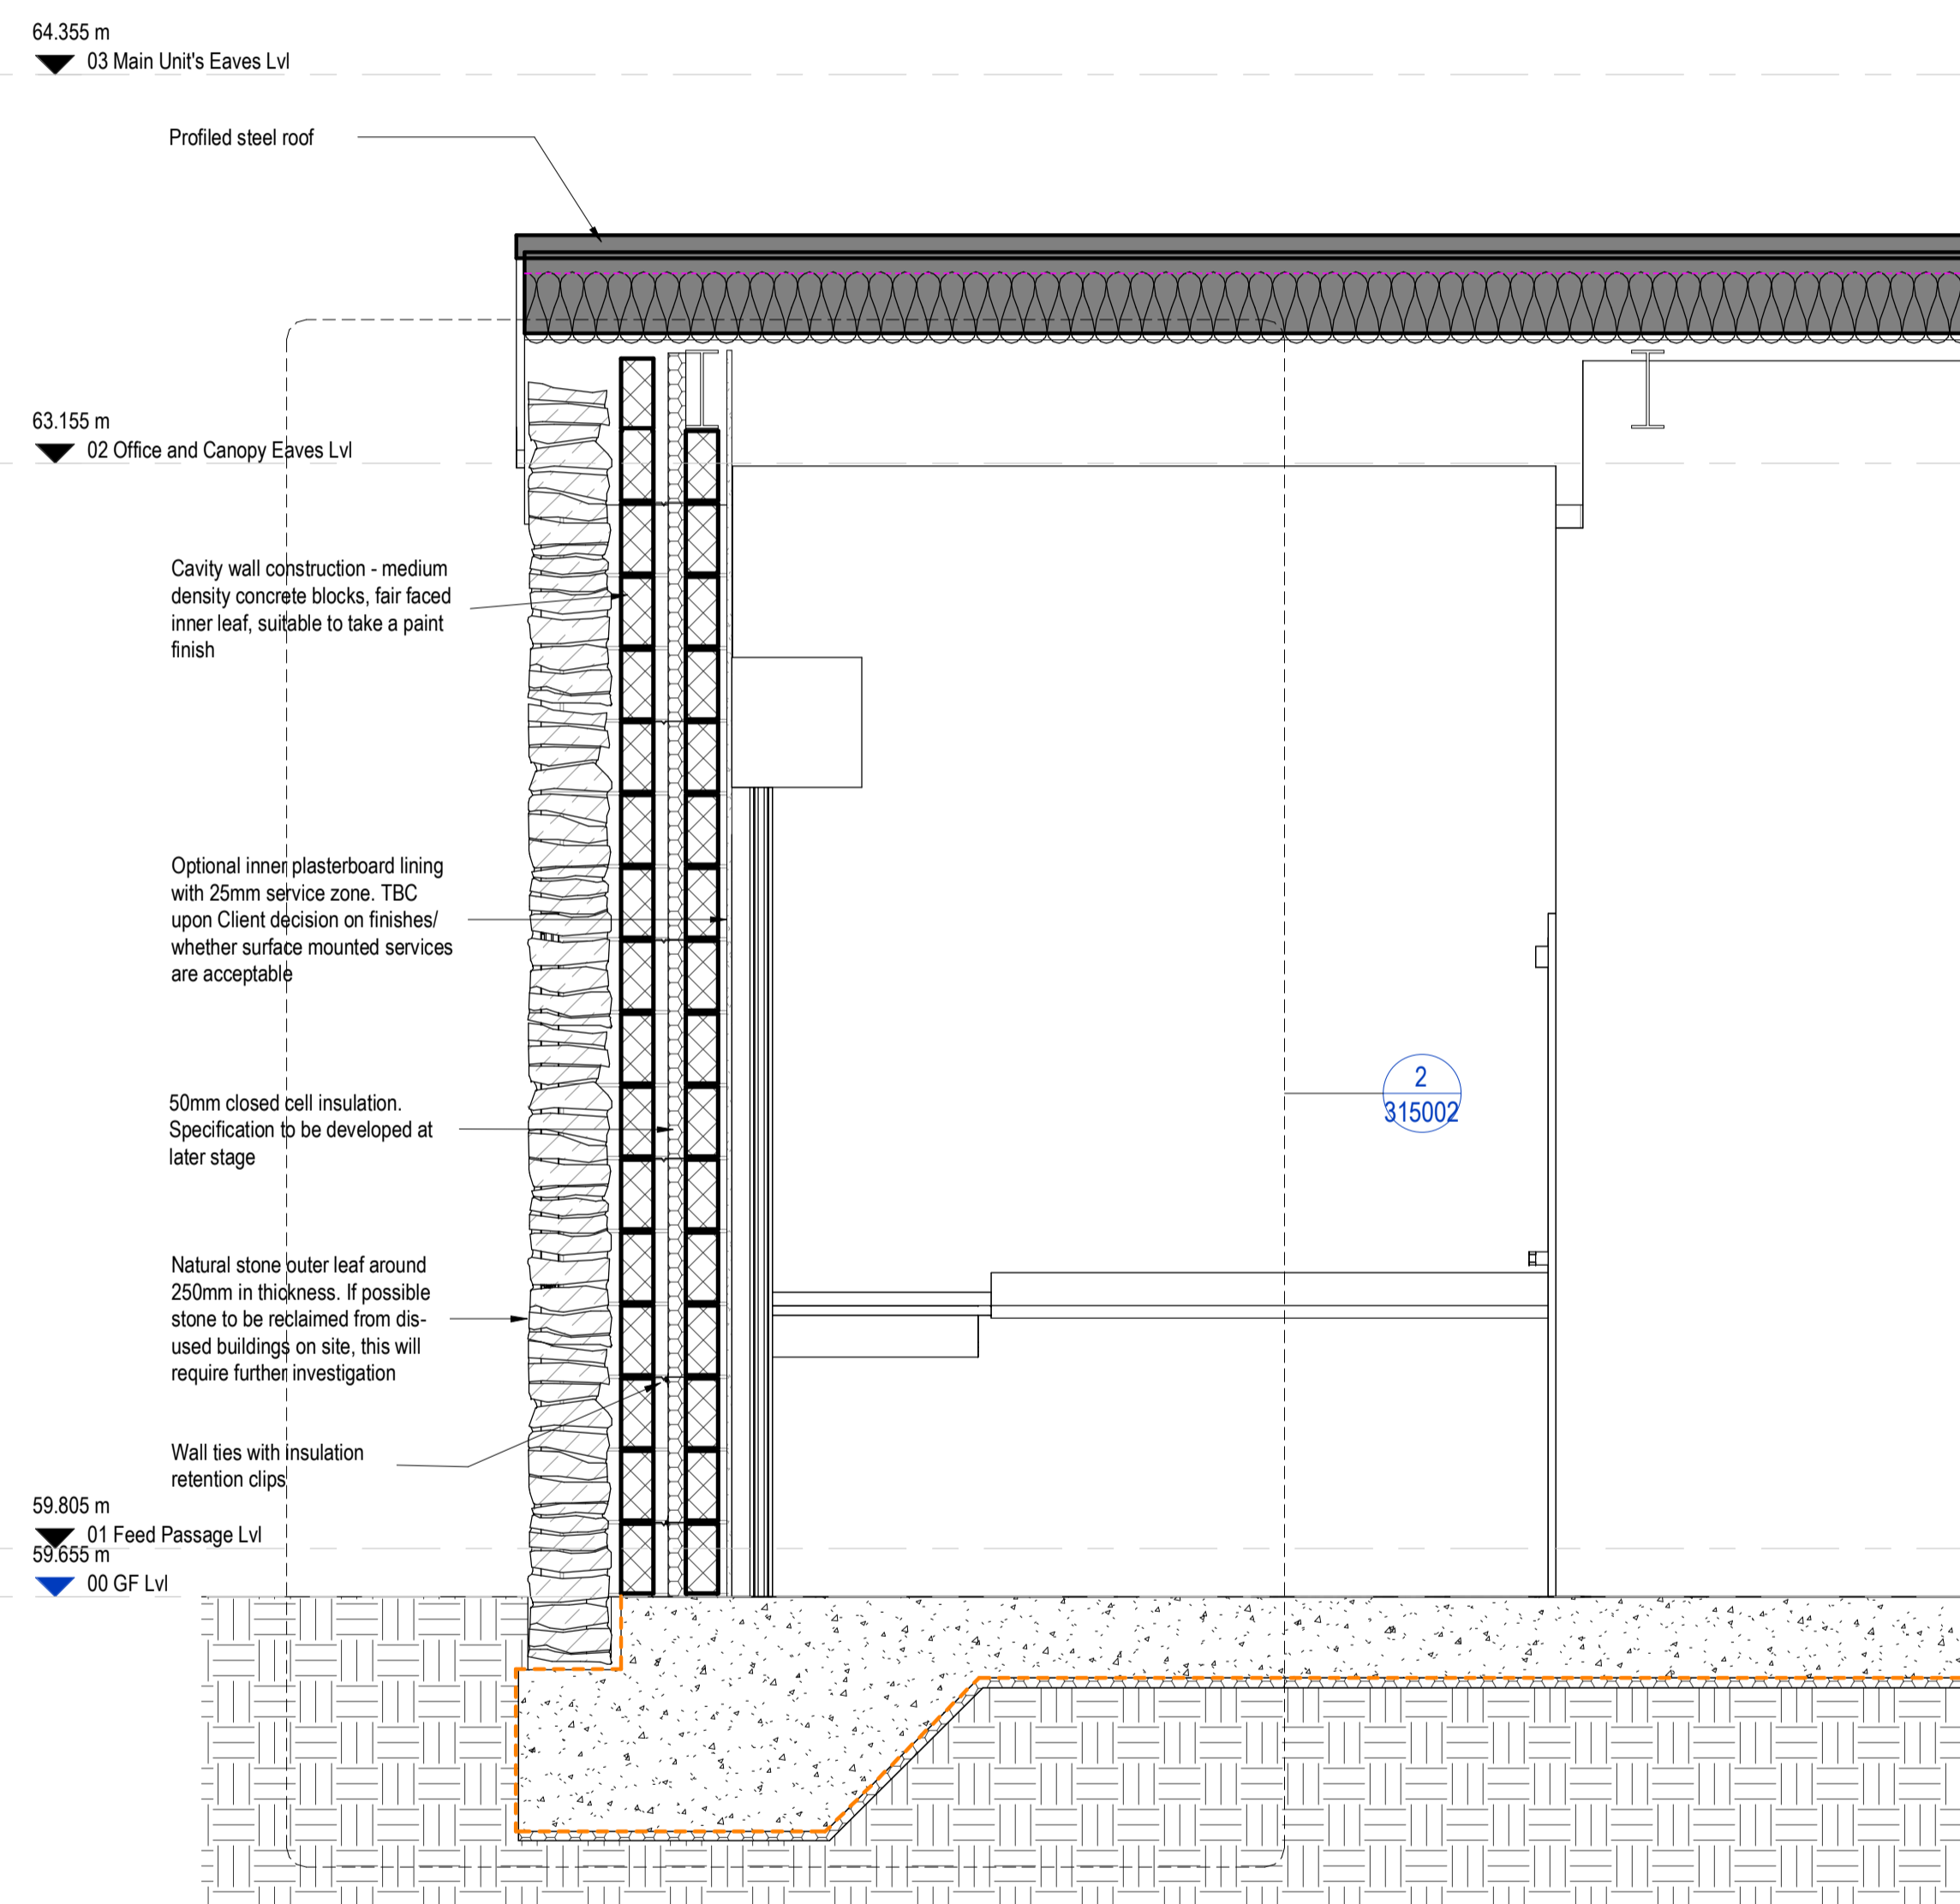 64.355 m
03 Main Unit's Eaves Lvl
Profiled steel roof
63.155 m
02 Office and Canopy Eaves Lvl
Cavity wall construction - medium
density concrete blocks, fair faced
inner leaf, suitable to take a paint
finish
Optional inner plasterboard lining
with 25mm service zone. TBC
upon Client decision on finishes/
whether surface mounted services
are acceptable
2
315002
50mm closed cell insulation.
Specification to be developed at
later stage
Natural stone outer leaf around
250mm in thickness. If possible
stone to be reclaimed from dis-
used buildings on site, this will
require further investigation
Wall ties with insulation
retention clips
59.805 m
01 Feed Passage Lvl
59.655 m
00 GF Lvl